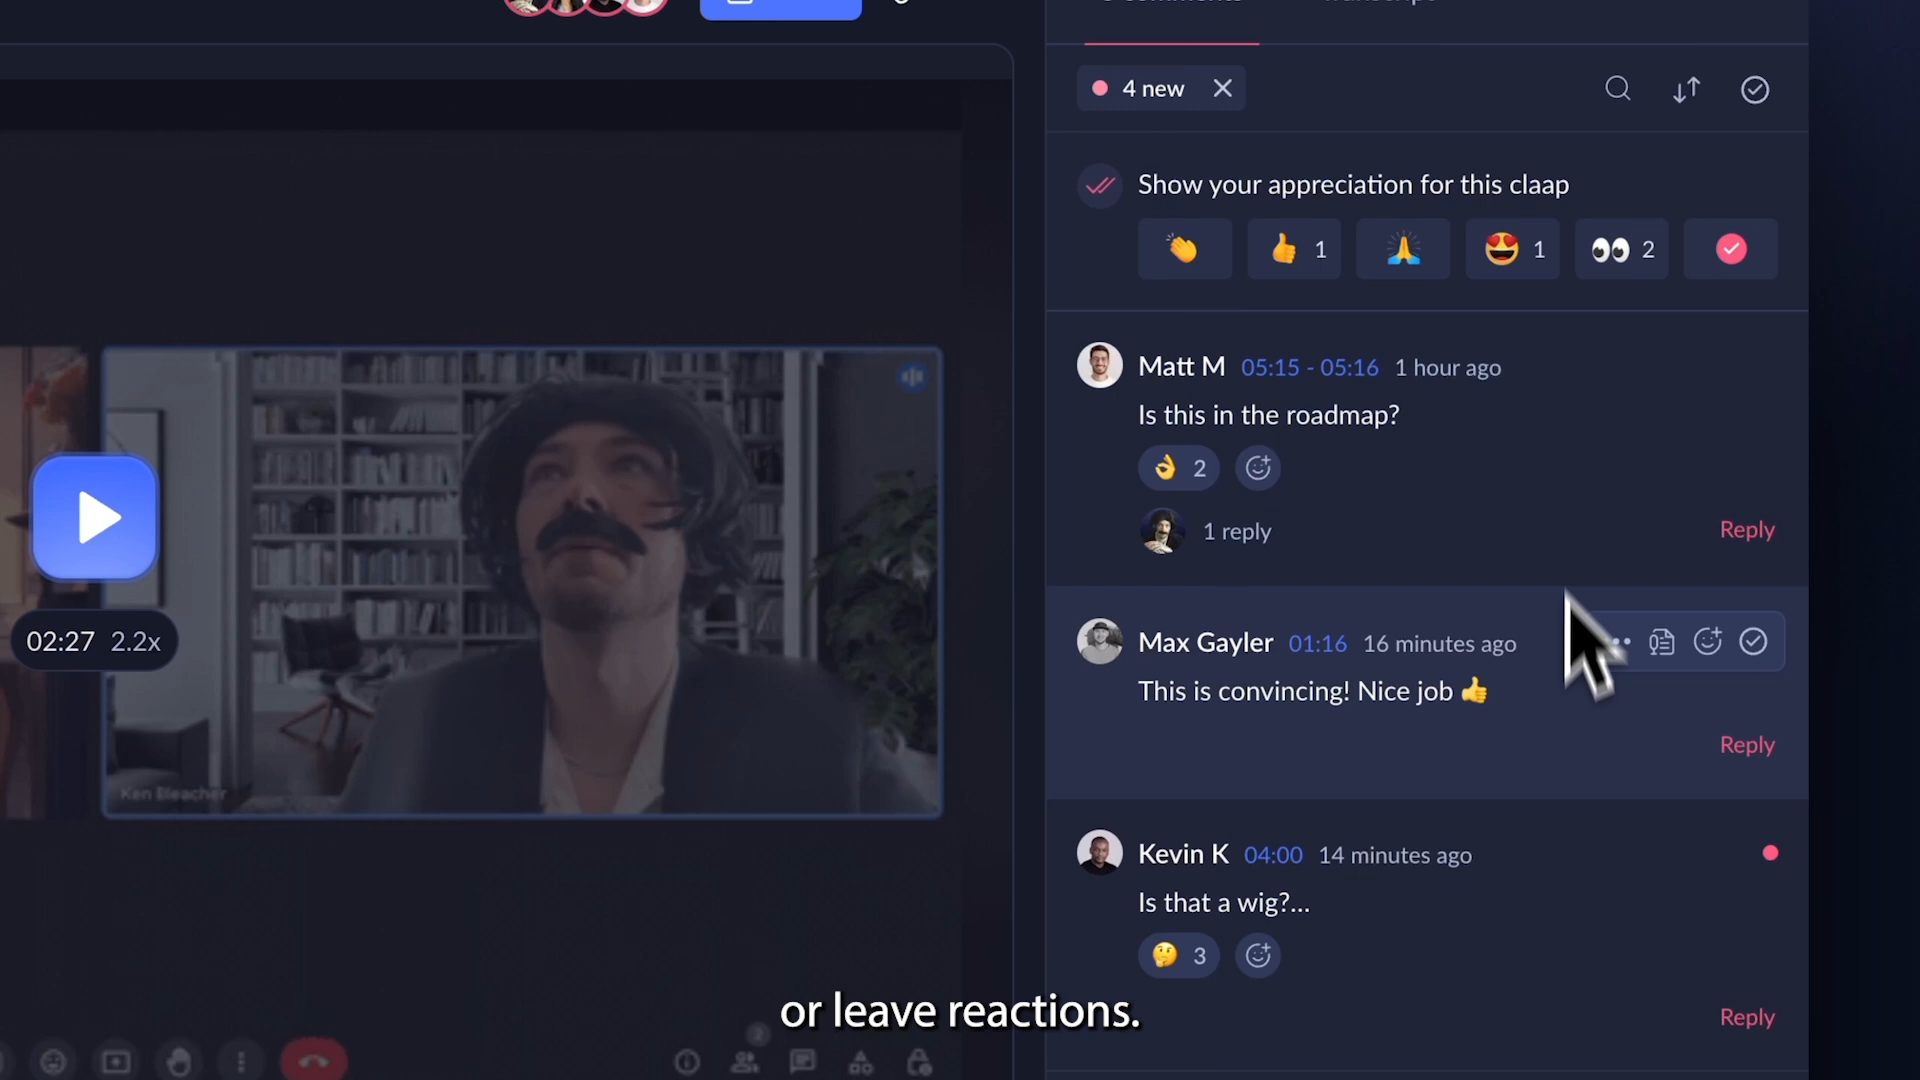 4 new
Show your appreciation for this claap
1
1
2
Matt M 05:15 - 05:16 1 hour ago
Is this in the roadmap?
2
1 reply
Reply
Max Gayler 01:16 16 minutes ago
This is convincing! Nice job 👍
Reply
02:27 2.2x
Ken Bleacher
Kevin K 04:00 14 minutes ago
Is that a wig?...
3
Reply
or leave reactions.
2